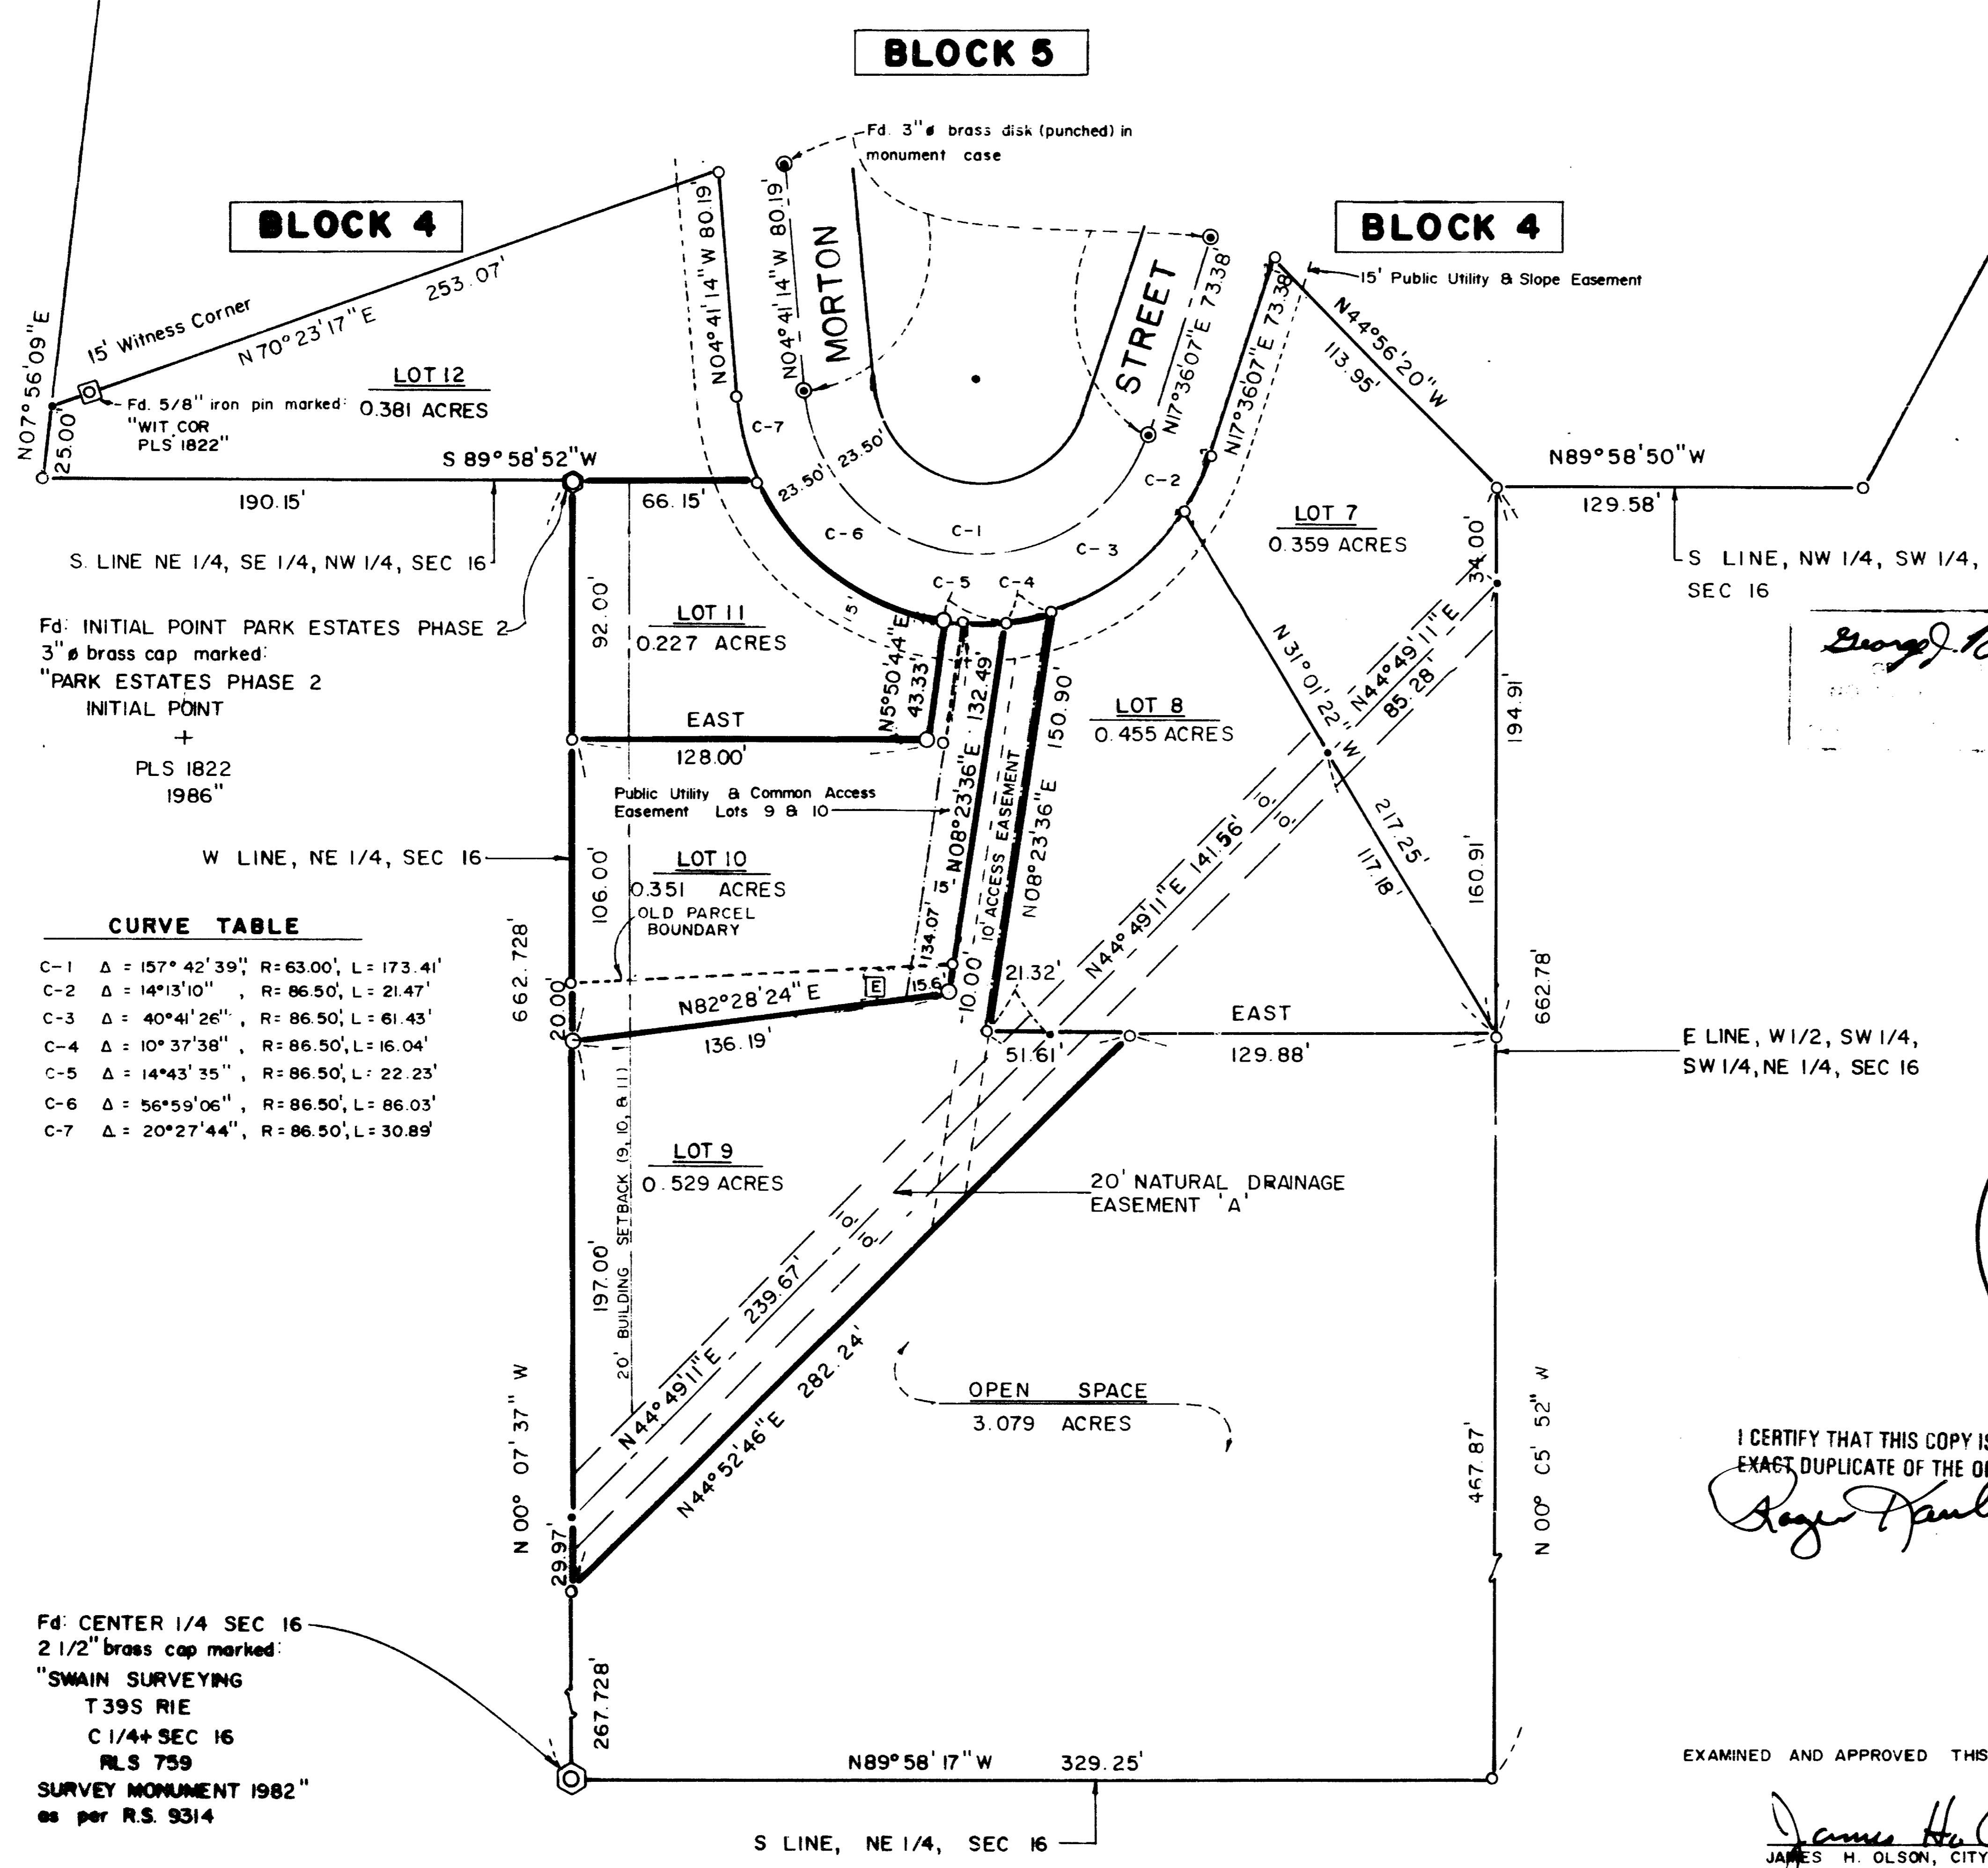 BLOCK 5
Fd. 3"ø brass disk (punched) in
monument case
BLOCK 4
BLOCK 4
15' Public Utility & Slope Easement
MORTON
STREET
N04°41'14"W 80.19'
N04°41'14"W 80.19'
N17°36'07"E 73.38'
N17°36'07"E 73.38'
N44°56'20"W
113.95'
253.07'
15' Witness Corner
N70°23'17"E
N07°56'09"E
25.00'
LOT 12
0.381 ACRES
Fd. 5/8" iron pin marked:
"WIT COR
PLS 1822"
C-7
23.50'
23.50'
C-2
S 89°58'52"W
190.15'
66.15'
N89°58'50"W
129.58'
S. LINE NE 1/4, SE 1/4, NW 1/4, SEC 16
C-6
C-1
C-3
C-5
C-4
LOT 7
0.359 ACRES
34.00'
S LINE, NW 1/4, SW 1/4,
SEC 16
Fd: INITIAL POINT PARK ESTATES PHASE 2
3"ø brass cap marked:
"PARK ESTATES PHASE 2
INITIAL POINT
+
PLS 1822
1986"
92.00'
LOT 11
0.227 ACRES
15'
N5°50'44"E
43.33'
EAST
128.00'
132.49'
N08°23'36"E
150.90'
N08°23'36"E
10' ACCESS EASEMENT
LOT 8
0.455 ACRES
N31°01'22"W
217.25'
117.18'
N44°49'11"E
85.28'
194.91'
160.91'
Public Utility & Common Access
Easement Lots 9 & 10
W LINE, NE 1/4, SEC 16
106.00'
LOT 10
0.351 ACRES
OLD PARCEL
BOUNDARY
15'
134.07'
10'
10'
N44°49'11"E 141.56'
CURVE TABLE
C-1 Δ = 157°42'39", R=63.00', L=173.41'
C-2 Δ = 14°13'10" , R=86.50', L=21.47'
C-3 Δ = 40°41'26", R=86.50', L=61.43'
C-4 Δ = 10°37'38", R=86.50', L=16.04'
C-5 Δ = 14°43'35", R=86.50', L=22.23'
C-6 Δ = 56°59'06", R=86.50', L=86.03'
C-7 Δ = 20°27'44", R=86.50', L=30.89'
662.728'
20.00'
N82°28'24"E
136.19'
E
15.6
10.00'
21.32'
51.61'
EAST
129.88'
662.78'
E LINE, W 1/2, SW 1/4,
SW 1/4, NE 1/4, SEC 16
LOT 9
0.529 ACRES
20' BUILDING SETBACK (9, 10, & 11)
197.00'
20' NATURAL DRAINAGE
EASEMENT 'A'
10'
10'
239.67'
N44°49'11"E
282.24'
N44°52'46"E
OPEN SPACE
3.079 ACRES
N 00° 07' 37" W
29.97'
467.87'
N 00° C5' 52" W
I CERTIFY THAT THIS COPY IS
EXACT DUPLICATE OF THE
Fd: CENTER 1/4 SEC 16
2 1/2" brass cap marked:
"SWAIN SURVEYING
T39S R1E
C 1/4+ SEC 16
RLS 759
SURVEY MONUMENT 1982"
as per R.S. 9314
267.728'
N89°58'17"W 329.25'
S LINE, NE 1/4, SEC 16
EXAMINED AND APPROVED THIS
JAMES H. OLSON, CITY